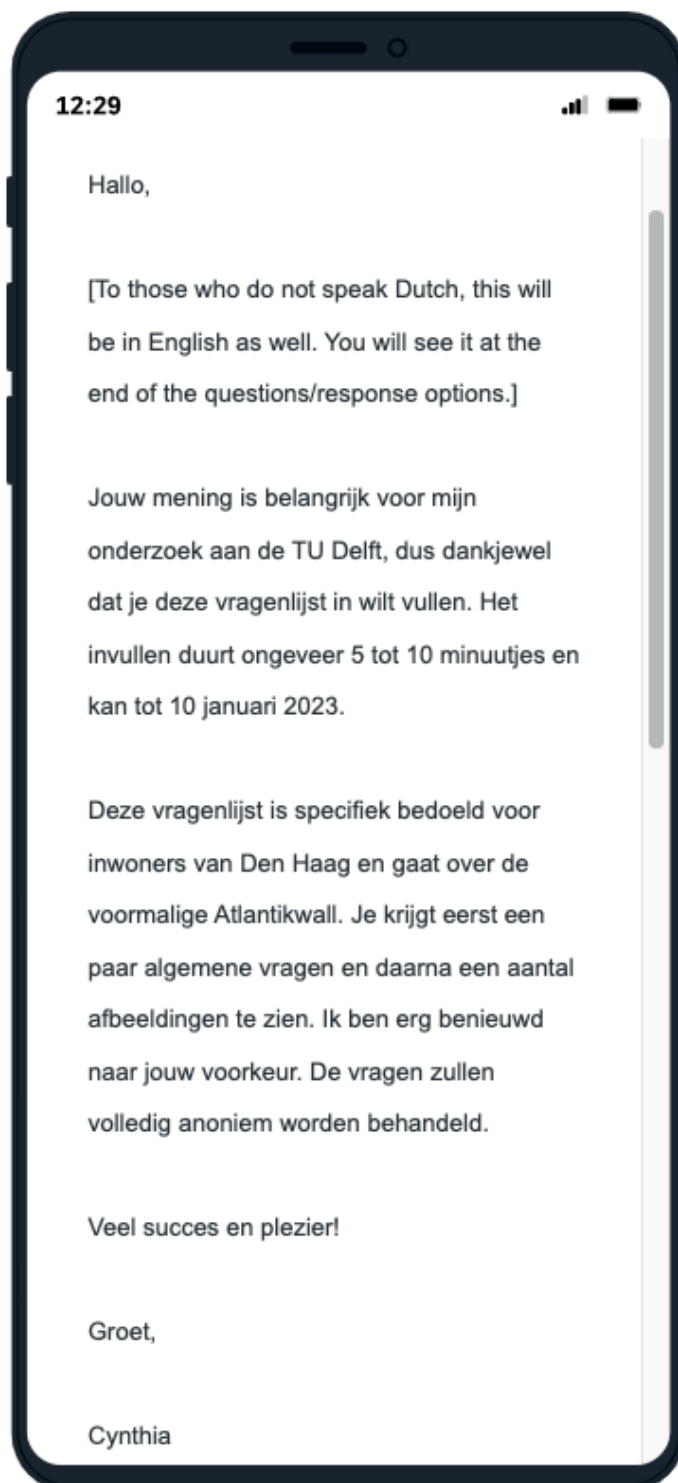 12:29
Hallo,
[To those who do not speak Dutch, this will
be in English as well. You will see it at the
end of the questions/response options.]
Jouw mening is belangrijk voor mijn
onderzoek aan de TU Delft, dus dankjewel
dat je deze vragenlijst in wilt vullen. Het
invullen duurt ongeveer 5 tot 10 minuutjes en
kan tot 10 januari 2023.
Deze vragenlijst is specifiek bedoeld voor
inwoners van Den Haag en gaat over de
voormalige Atlantikwall. Je krijgt eerst een
paar algemene vragen en daarna een aantal
afbeeldingen te zien. Ik ben erg benieuwd
naar jouw voorkeur. De vragen zullen
volledig anoniem worden behandeld.
Veel succes en plezier!
Groet,
Cynthia